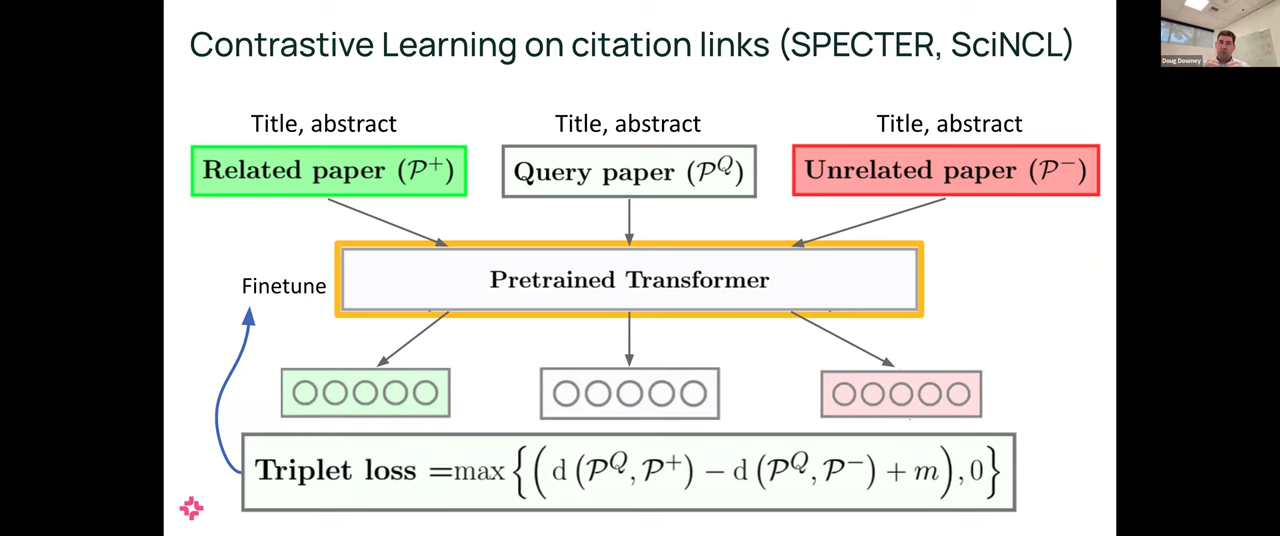 Contrastive Learning on citation links (SPECTER, SciNCL)
Doug Downey
Title, abstract
Title, abstract
Title, abstract
Related paper (𝒫⁺)
Query paper (𝒫^Q)
Unrelated paper (𝒫⁻)
Pretrained Transformer
Finetune
Triplet loss =max{(d(𝒫^Q, 𝒫⁺) − d(𝒫^Q, 𝒫⁻) + m), 0}